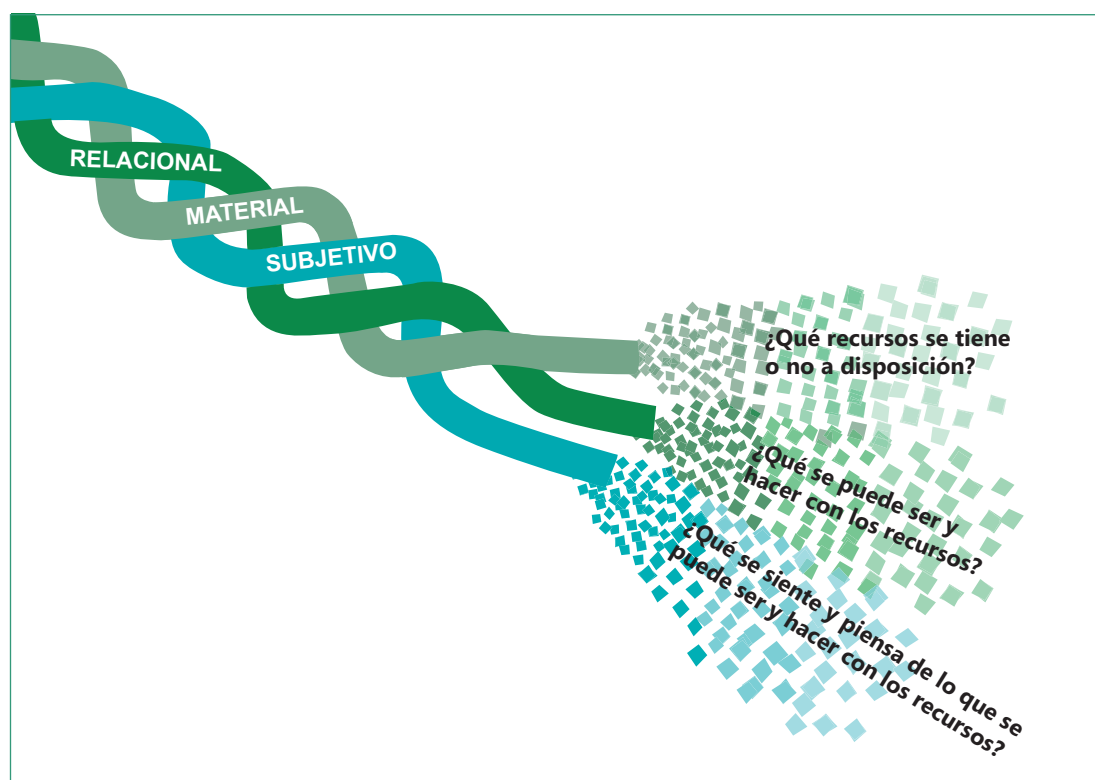 RELACIONAL
MATERIAL
SUBJETIVO
¿Qué recursos se tiene
o no a disposición?
¿Qué se puede ser y
hacer con los recursos?
¿Qué se siente y piensa de lo que se
puede ser y hacer con los recursos?